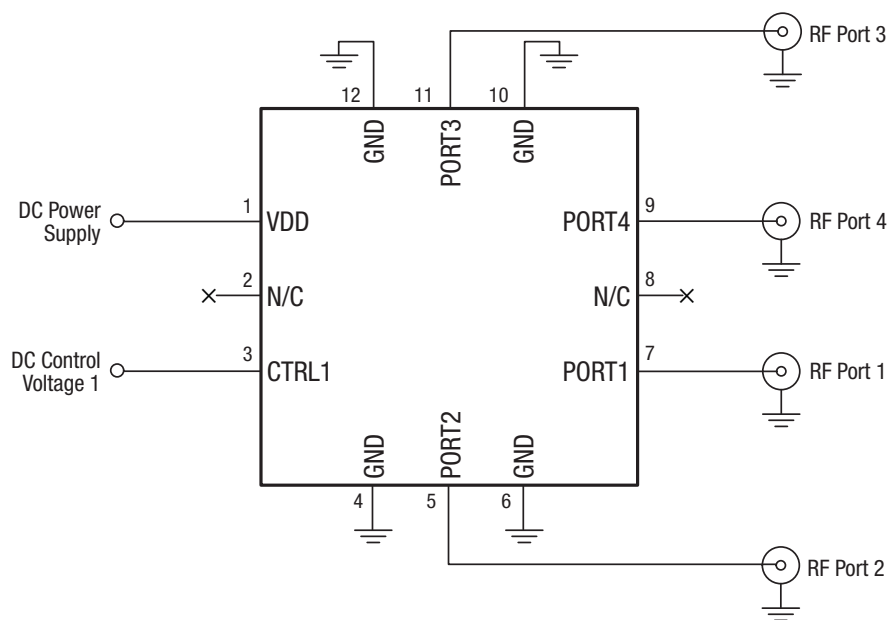 RF Port 3
12
11
10
GND
PORT3
GND
DC Power
Supply
1
VDD
PORT4
9
RF Port 4
2
N/C
N/C
8
DC Control
Voltage 1
3
CTRL1
PORT1
7
RF Port 1
GND
PORT2
GND
4
5
6
RF Port 2